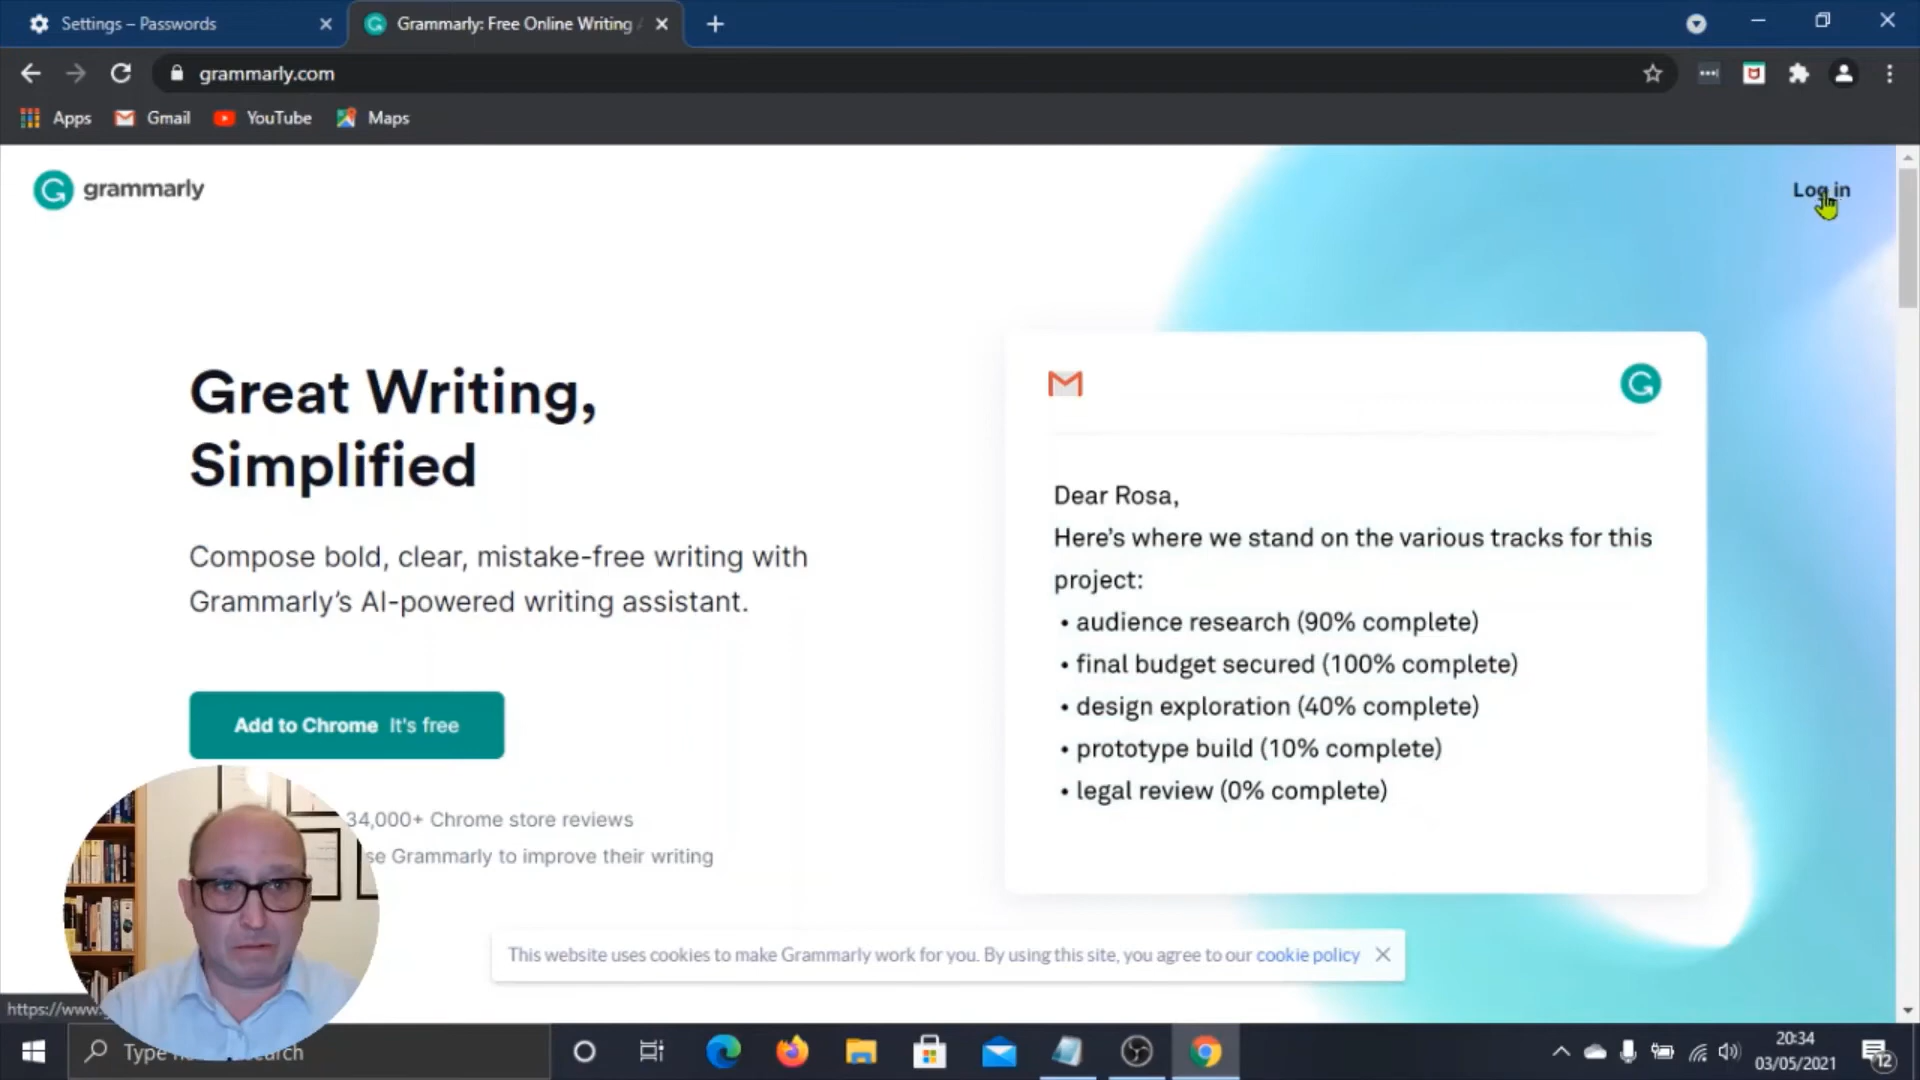 Settings – Passwords
Grammarly: Free Online Writing
grammarly.com
Apps
Gmail
YouTube
Maps
grammarly
Log in
Great Writing,
Simplified
Compose bold, clear, mistake-free writing with
Grammarly's AI-powered writing assistant.
Add to Chrome It's free
34,000+ Chrome store reviews
Grammarly to improve their writing
Dear Rosa,
Here's where we stand on the various tracks for this
project:
• audience research (90% complete)
• final budget secured (100% complete)
• design exploration (40% complete)
• prototype build (10% complete)
• legal review (0% complete)
This website uses cookies to make Grammarly work for you. By using this site, you agree to our cookie policy
https://www.
Type
20:34
03/05/2021
12